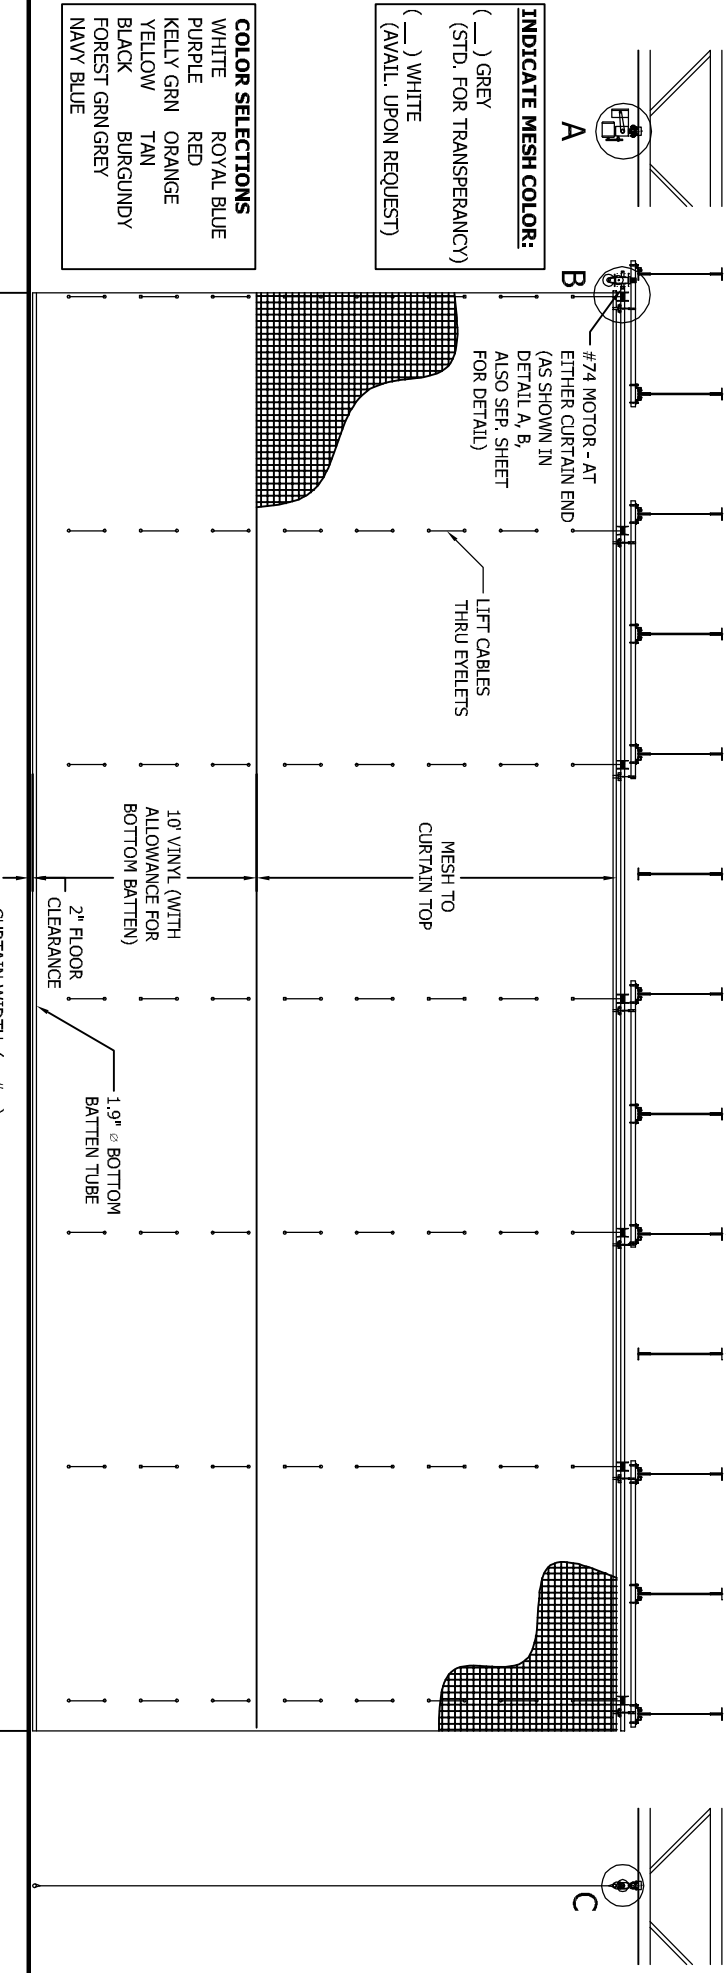 A
INDICATE MESH COLOR:
( __ ) GREY
(STD. FOR TRANSPERANCY)
( __ ) WHITE
(AVAIL. UPON REQUEST)
COLOR SELECTIONS
WHITE ROYAL BLUE
PURPLE RED
KELLY GRN ORANGE
YELLOW TAN
BLACK BURGUNDY
FOREST GRN GREY
NAVY BLUE
B
#74 MOTOR - AT
EITHER CURTAIN END
(AS SHOWN IN
DETAIL A, B,
ALSO SEP. SHEET
FOR DETAIL)
LIFT CABLES
THRU EYELETS
MESH TO
CURTAIN TOP
10' VINYL (WITH
ALLOWANCE FOR
BOTTOM BATTEN)
2" FLOOR
CLEARANCE
1.9" ⌀ BOTTOM
BATTEN TUBE
C